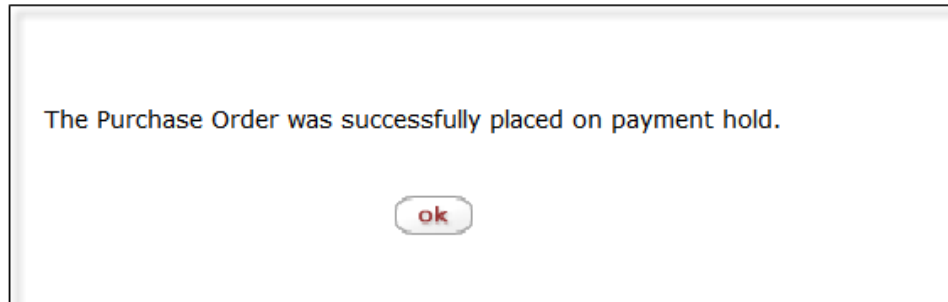 The Purchase Order was successfully placed on payment hold.
ok